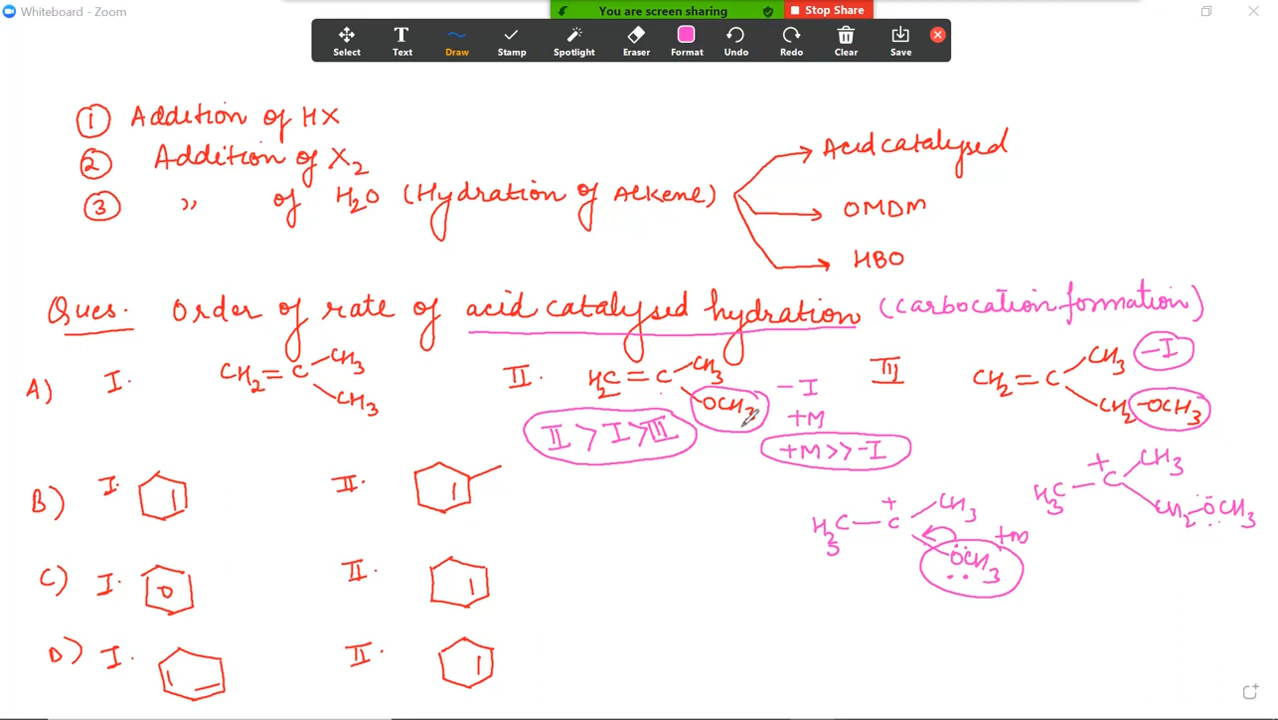 Whiteboard - Zoom
You are screen sharing
Stop Share
Select Text Draw Stamp Spotlight Eraser Format Undo Redo Clear Save
① Addition of HX
② Addition of X2
③ ,, of H2O (Hydration of Alkene)
Acid catalysed
OMDM
HBO
Ques. Order of rate of acid catalysed hydration (carbocation formation)
A) I. CH2=C CH3 CH3
II. H2C=C CH3 OCH3
-I
+M
+M >> -I
II > I > III
III CH2=C CH3 CH2-OCH3
-I
H3C-C + CH3 OCH3 +M
H3C-C + CH3 CH2-OCH3
B) I. II.
C) I. II.
D) I. II.